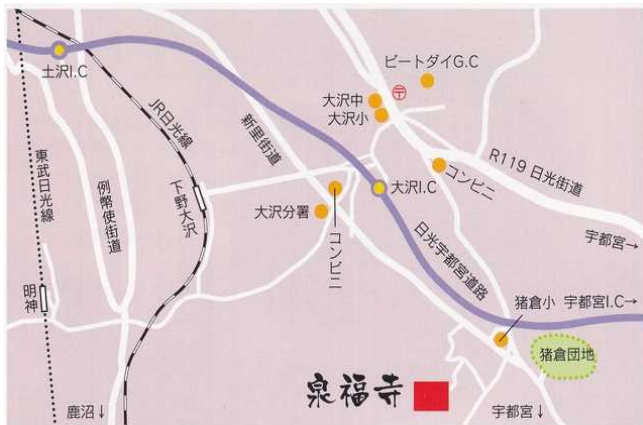 ビートダイG.C
土沢I.C
大沢中
〒
大沢小
JR日光線
新里街道
R119 日光街道
東武日光線
例幣使街道
下野大沢
大沢I.C
コンビニ
大沢分署
コンビニ
日光宇都宮道路
宇都宮→
明神
猪倉小
宇都宮I.C→
猪倉団地
泉福寺
鹿沼↓
宇都宮↓